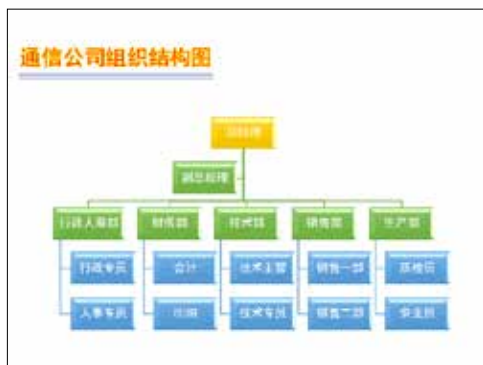 通信公司组织结构图
总经理
副总经理
行政人事部 财务部 技术部 销售部 生产部
行政专员 会计 技术主管 销售一部 质检员
人事专员 出纳 技术专员 销售二部